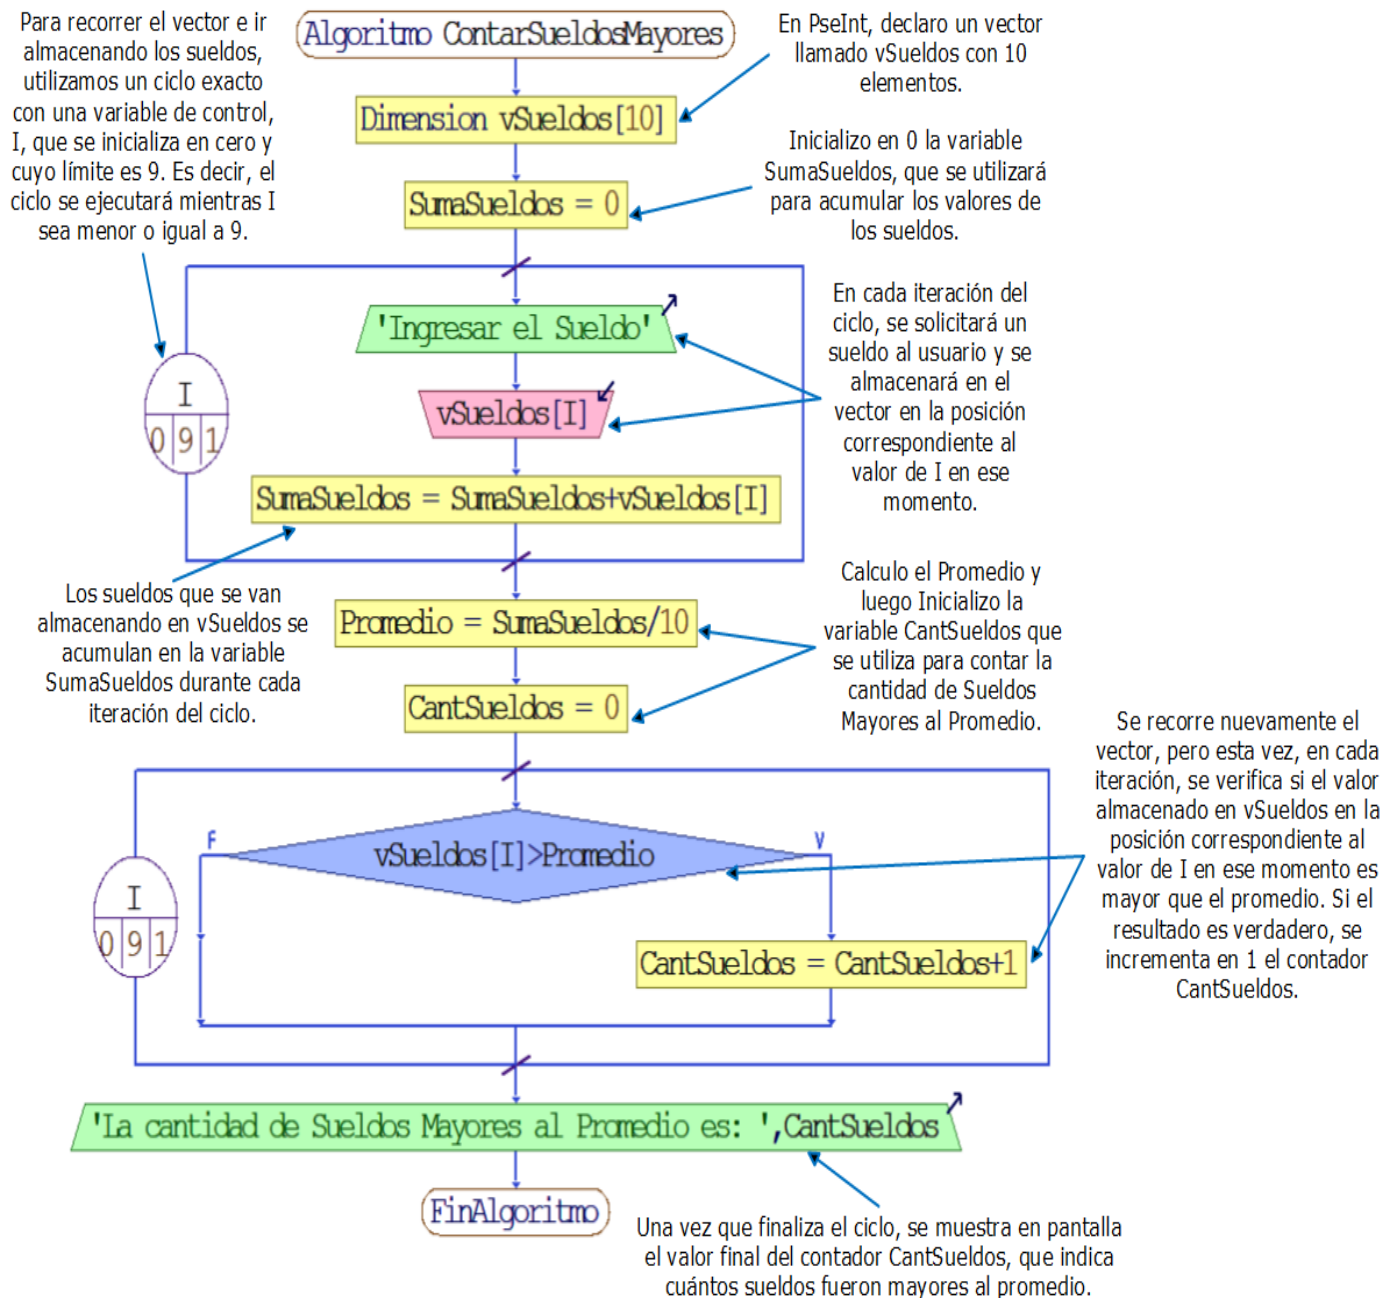 Para recorrer el vector e ir
almacenando los sueldos,
utilizamos un ciclo exacto
con una variable de control,
I, que se inicializa en cero y
cuyo límite es 9. Es decir, el
ciclo se ejecutará mientras I
sea menor o igual a 9.
Algoritmo ContarSueldosMayores
En PseInt, declaro un vector
llamado vSueldos con 10
elementos.
Dimension vSueldos[10]
Inicializo en 0 la variable
SumaSueldos, que se utilizará
para acumular los valores de
los sueldos.
SumaSueldos = 0
I
0 9 1
'Ingresar el Sueldo'
En cada iteración del
ciclo, se solicitará un
sueldo al usuario y se
almacenará en el
vector en la posición
correspondiente al
valor de I en ese
momento.
vSueldos[I]
SumaSueldos = SumaSueldos+vSueldos[I]
Los sueldos que se van
almacenando en vSueldos se
acumulan en la variable
SumaSueldos durante cada
iteración del ciclo.
Promedio = SumaSueldos/10
Calculo el Promedio y
luego Inicializo la
variable CantSueldos que
se utiliza para contar la
cantidad de Sueldos
Mayores al Promedio.
CantSueldos = 0
Se recorre nuevamente el
vector, pero esta vez, en cada
iteración, se verifica si el valor
almacenado en vSueldos en la
posición correspondiente al
valor de I en ese momento es
mayor que el promedio. Si el
resultado es verdadero, se
incrementa en 1 el contador
CantSueldos.
F
V
vSueldos[I]>Promedio
I
0 9 1
CantSueldos = CantSueldos+1
'La cantidad de Sueldos Mayores al Promedio es: ',CantSueldos
FinAlgoritmo
Una vez que finaliza el ciclo, se muestra en pantalla
el valor final del contador CantSueldos, que indica
cuántos sueldos fueron mayores al promedio.